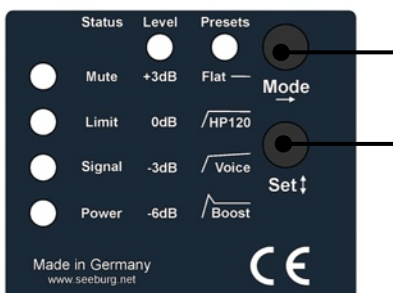 Status Level Presets
Mute +3dB Flat
Mode
Limit 0dB HP120
Signal -3dB Voice
Set
Power -6dB Boost
Made in Germany
www.seeburg.net
CE